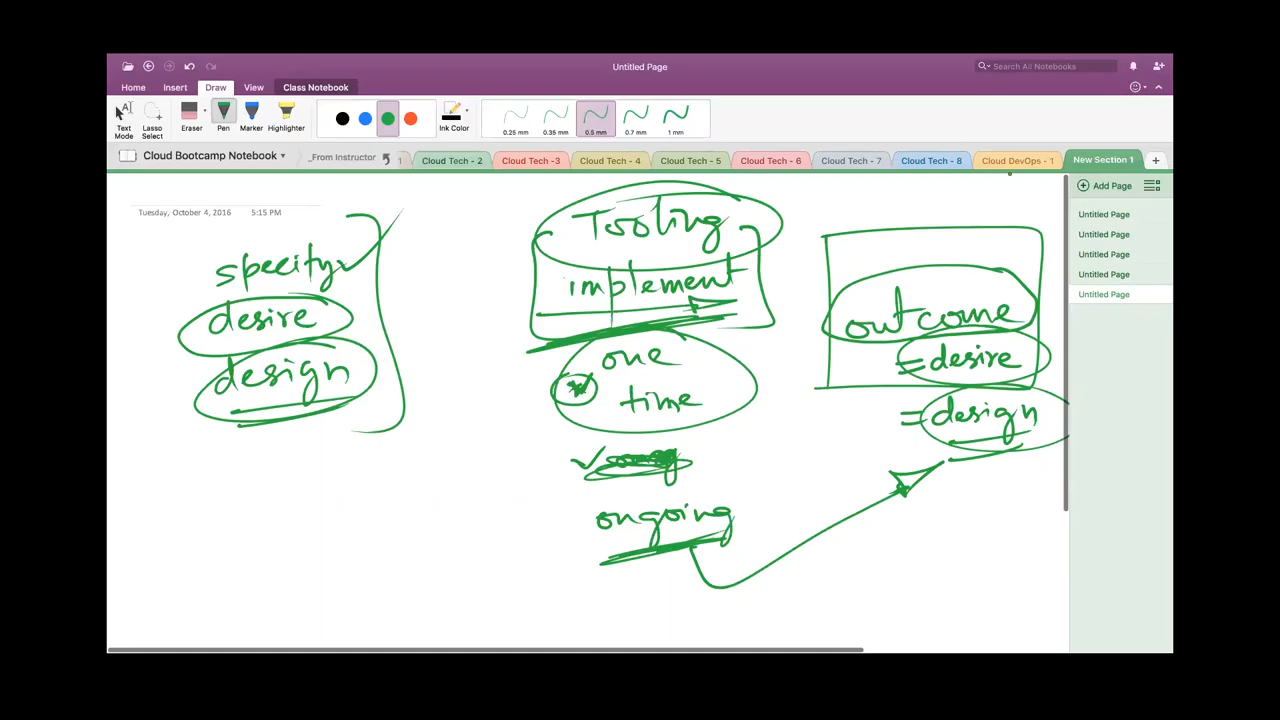 Untitled Page
Search All Notebooks
Home Insert Draw View Class Notebook
Text Mode
Lasso Select
Eraser
Pen
Marker
Highlighter
Ink Color
0.25 mm 0.35 mm 0.5 mm 0.7 mm 1 mm
Cloud Bootcamp Notebook
_From Instructor 1 Cloud Tech - 2 Cloud Tech -3 Cloud Tech - 4 Cloud Tech - 5 Cloud Tech - 6 Cloud Tech - 7 Cloud Tech - 8 Cloud DevOps - 1 New Section 1
Add Page
Untitled Page
Untitled Page
Untitled Page
Untitled Page
Untitled Page
Tuesday, October 4, 2016 5:15 PM
specity
desire
design
Tooling
implement
one
time
ongoing
outcome
=desire
=design